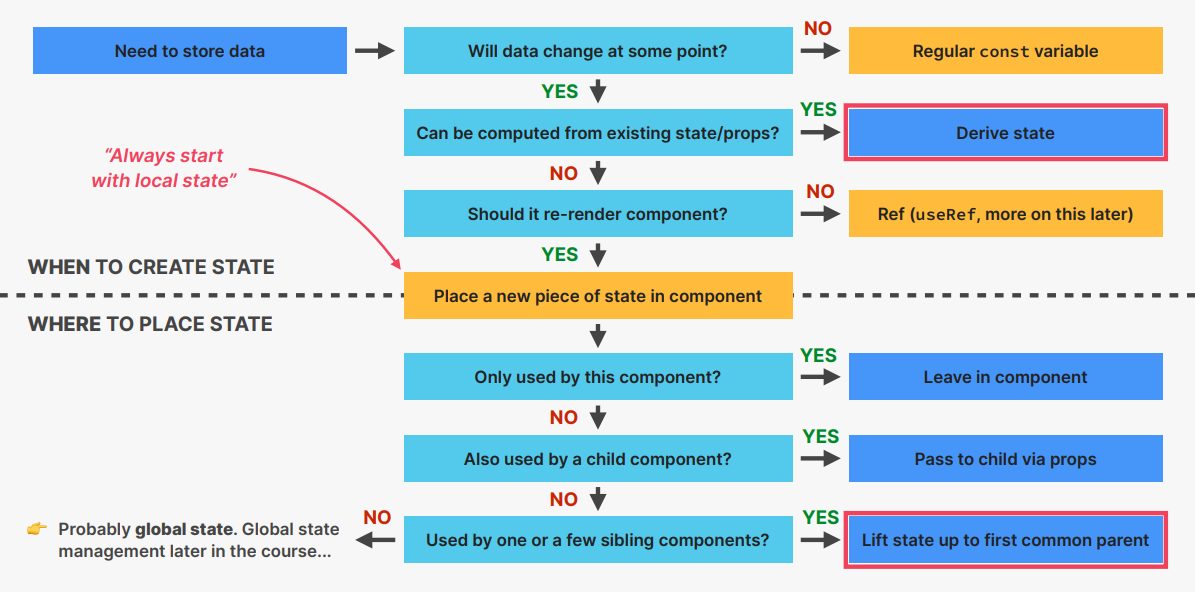 Need to store data
Will data change at some point?
NO
Regular const variable
YES
Can be computed from existing state/props?
YES
Derive state
“Always start
with local state”
NO
Should it re-render component?
NO
Ref (useRef, more on this later)
YES
WHEN TO CREATE STATE
Place a new piece of state in component
WHERE TO PLACE STATE
Only used by this component?
YES
Leave in component
NO
Also used by a child component?
YES
Pass to child via props
NO
Used by one or a few sibling components?
YES
Lift state up to first common parent
NO
👉 Probably global state. Global state
management later in the course...